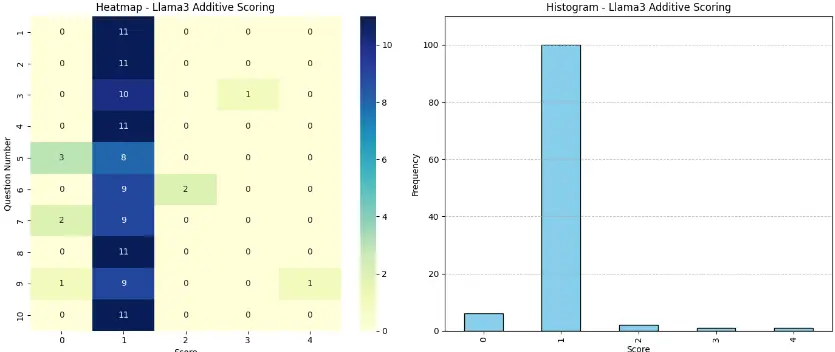 Heatmap - Llama3 Additive Scoring
Question Number
1 0 11 0 0 0
2 0 11 0 0 0
3 0 10 0 1 0
4 0 11 0 0 0
5 3 8 0 0 0
6 0 9 2 0 0
7 2 9 0 0 0
8 0 11 0 0 0
9 1 9 0 0 1
10 0 11 0 0 0
0 1 2 3 4
Score
10
8
6
4
2
0
Histogram - Llama3 Additive Scoring
Frequency
100
80
60
40
20
0
0 1 2 3 4
Score